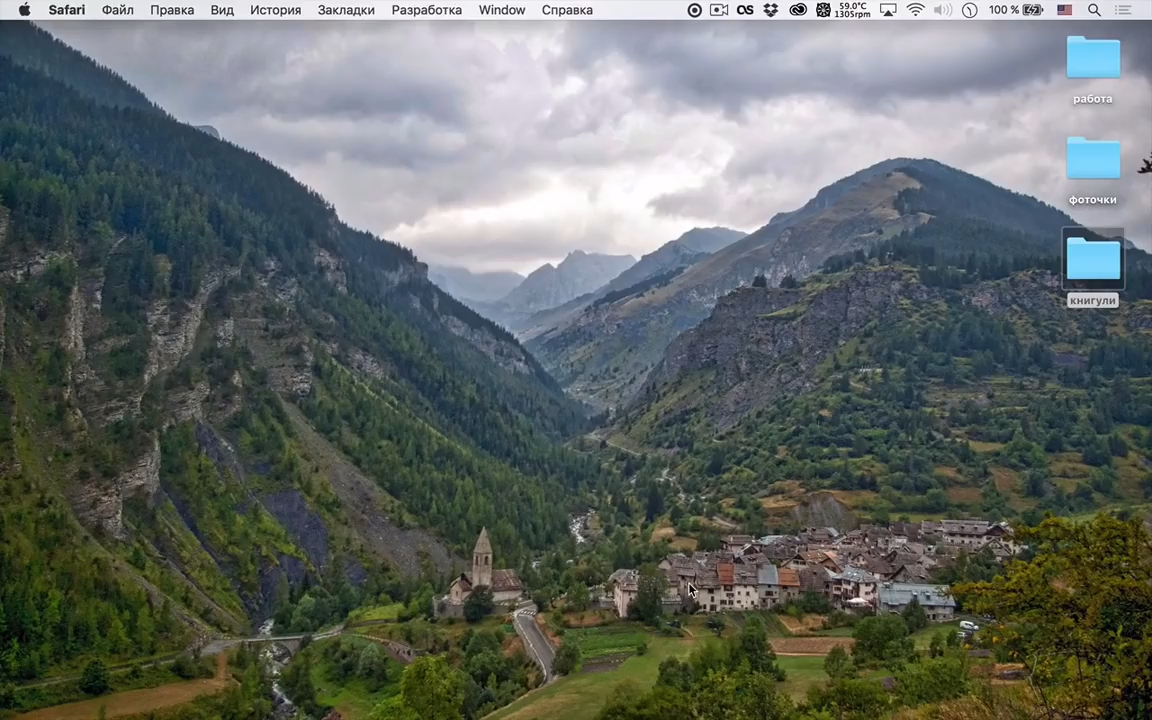 Safari Файл Правка Вид История Закладки Разработка Window Справка
59.0°C
1305rpm
100 %
работа
фоточки
книгули